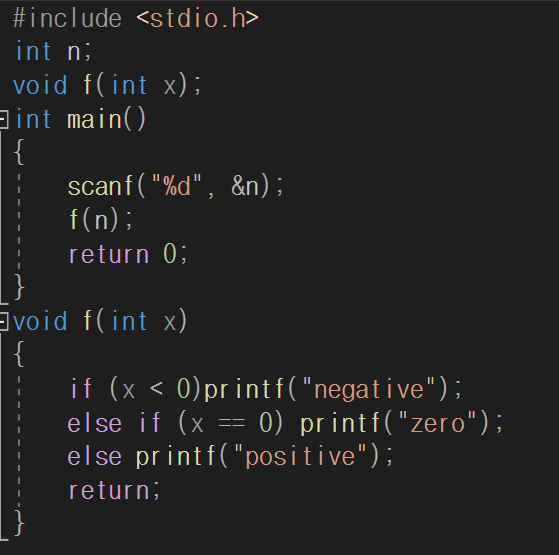 #include <stdio.h>
int n;
void f(int x);
int main()
{
    scanf("%d", &n);
    f(n);
    return 0;
}
void f(int x)
{
    if (x < 0)printf("negative");
    else if (x == 0) printf("zero");
    else printf("positive");
    return;
}